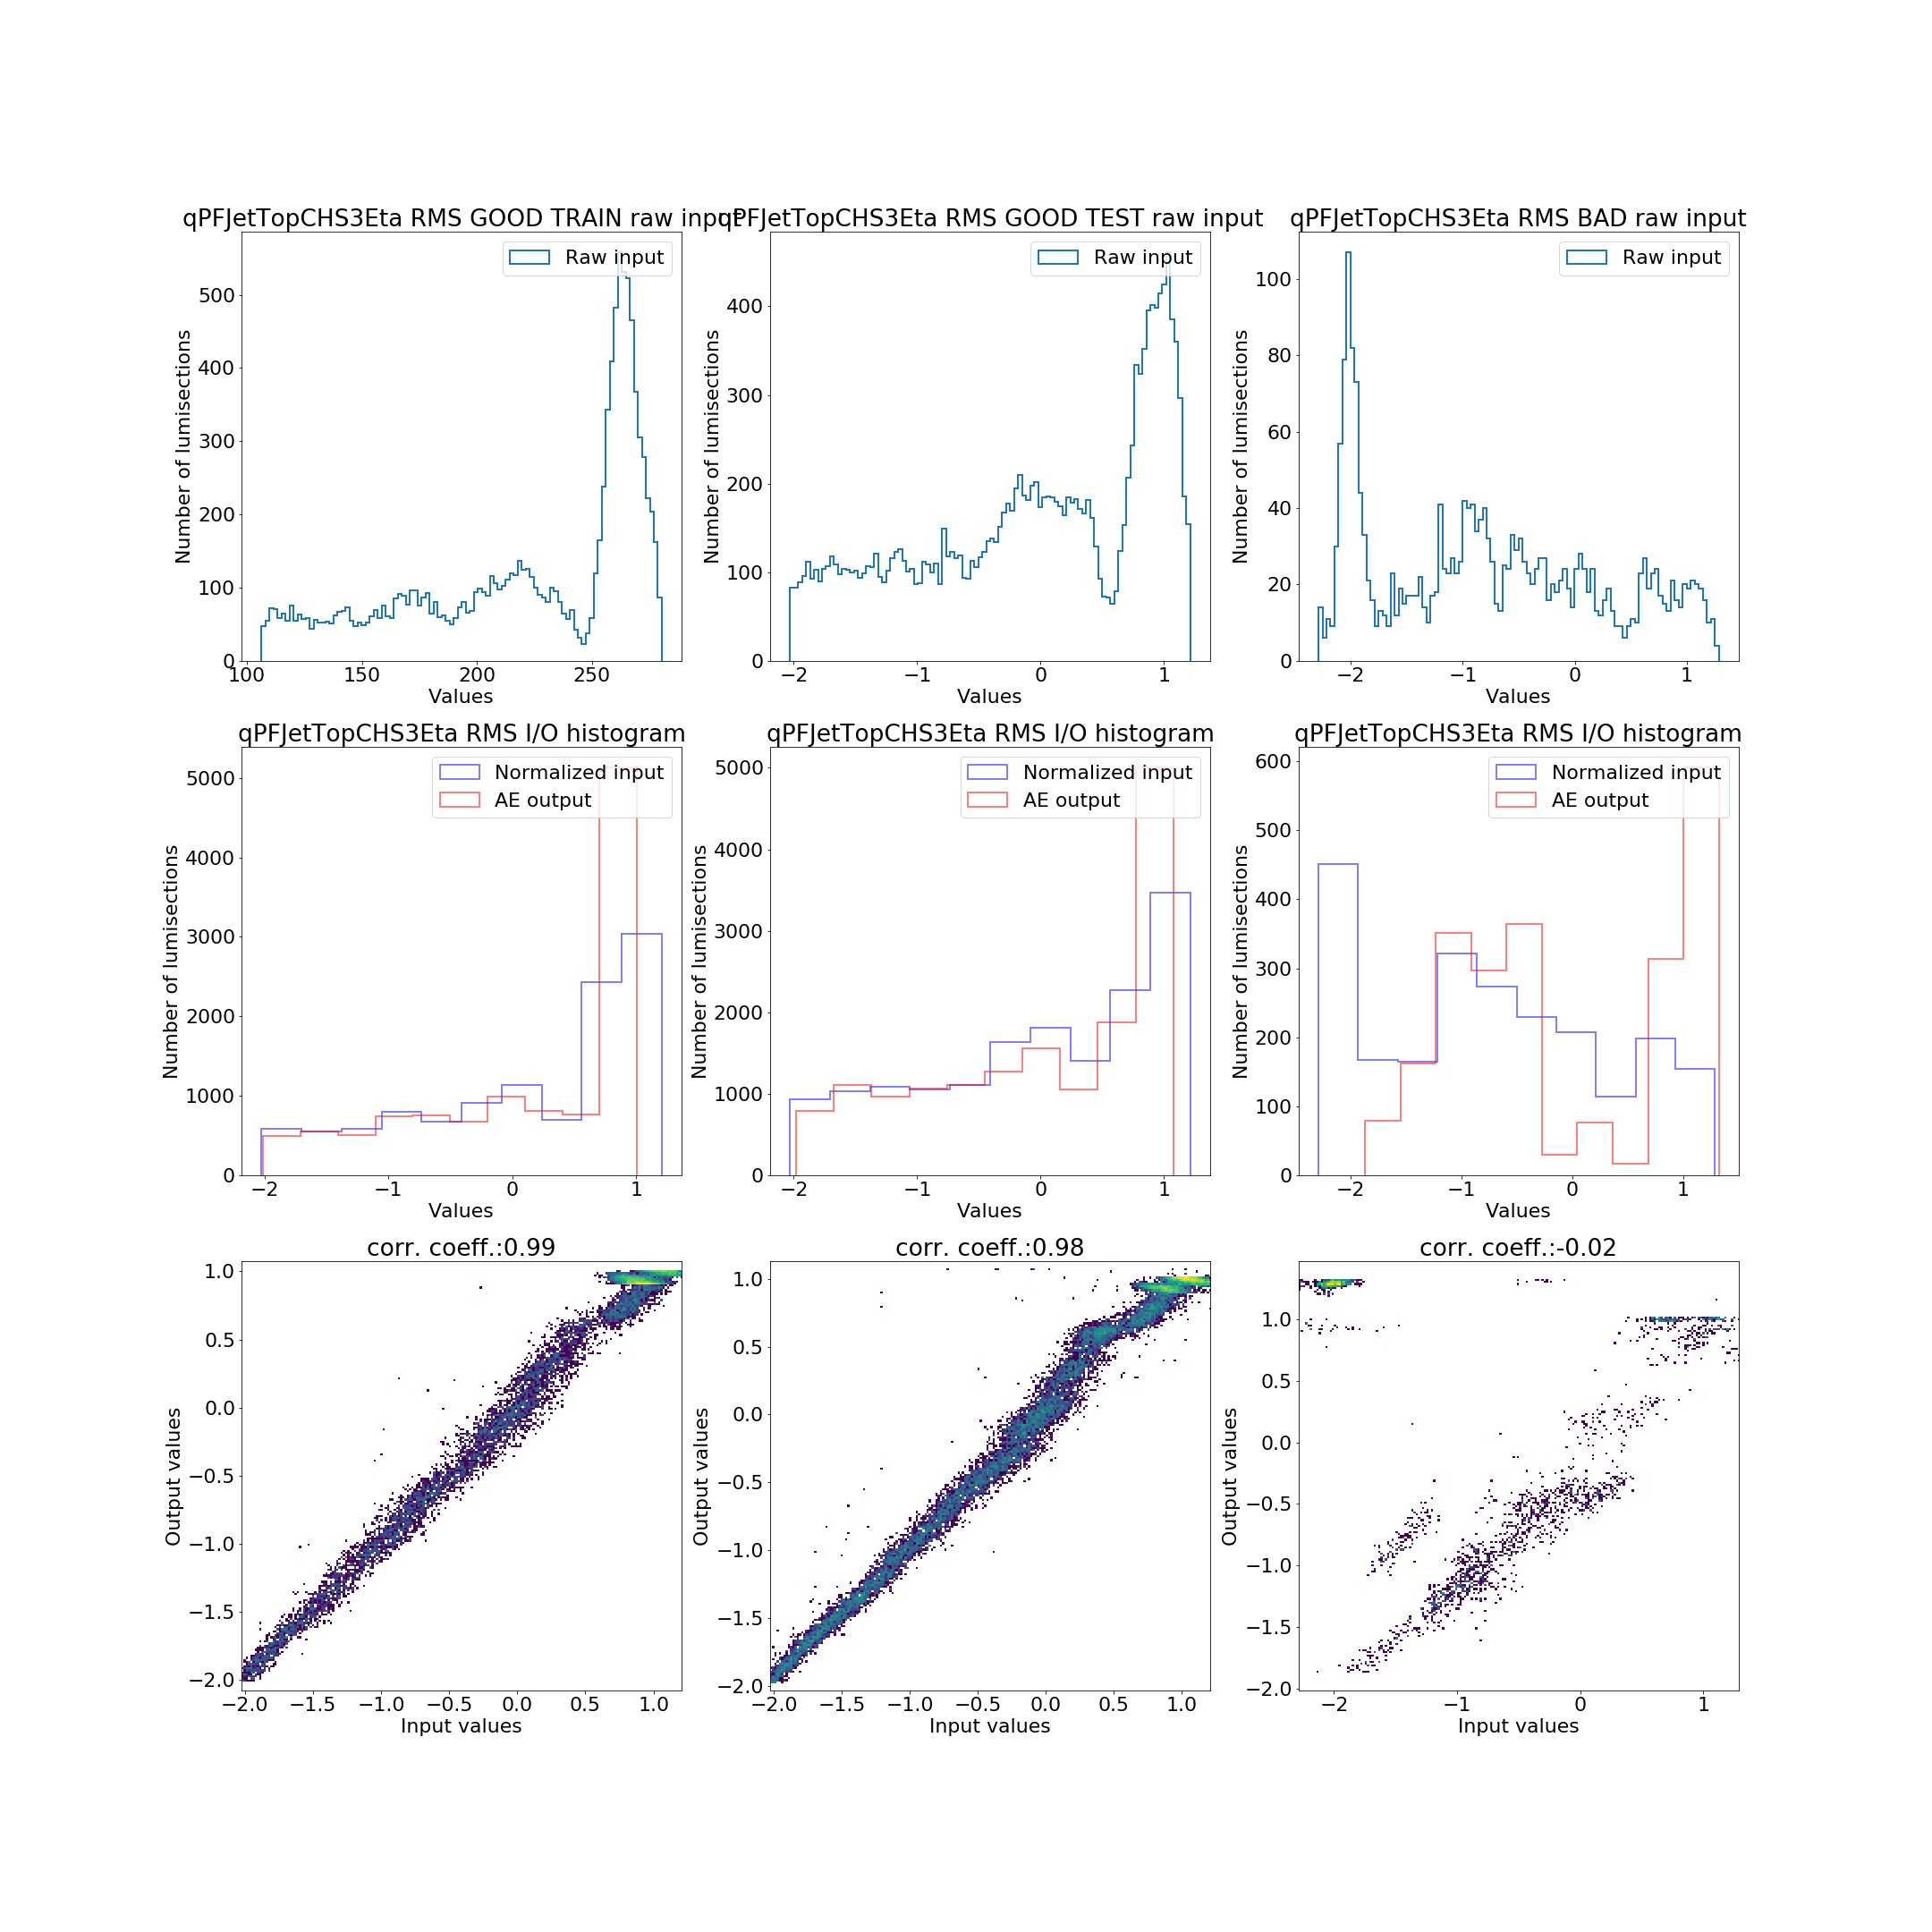 qPFJetTopCHS3Eta RMS GOOD TRAIN raw input
qPFJetTopCHS3Eta RMS GOOD TEST raw input
qPFJetTopCHS3Eta RMS BAD raw input
Raw input
Raw input
Raw input
Number of lumisections
0
100
200
300
400
500
100
150
200
250
Values
Number of lumisections
0
100
200
300
400
−2
−1
0
1
Values
Number of lumisections
0
20
40
60
80
100
−2
−1
0
1
Values
qPFJetTopCHS3Eta RMS I/O histogram
qPFJetTopCHS3Eta RMS I/O histogram
qPFJetTopCHS3Eta RMS I/O histogram
Normalized input
AE output
Normalized input
AE output
Normalized input
AE output
Number of lumisections
0
1000
2000
3000
4000
5000
−2
−1
0
1
Values
Number of lumisections
0
1000
2000
3000
4000
5000
−2
−1
0
1
Values
Number of lumisections
0
100
200
300
400
500
600
−2
−1
0
1
Values
corr. coeff.:0.99
corr. coeff.:0.98
corr. coeff.:-0.02
Output values
1.0
0.5
0.0
−0.5
−1.0
−1.5
−2.0
−2.0
−1.5
−1.0
−0.5
0.0
0.5
1.0
Input values
Output values
1.0
0.5
0.0
−0.5
−1.0
−1.5
−2.0
−2.0
−1.5
−1.0
−0.5
0.0
0.5
1.0
Input values
Output values
1.0
0.5
0.0
−0.5
−1.0
−1.5
−2.0
−2
−1
0
1
Input values